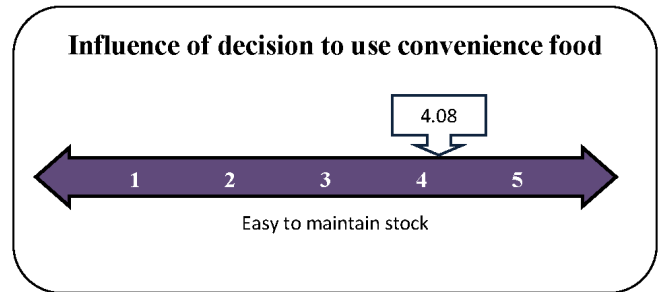 Influence of decision to use convenience food
4.08
1 2 3 4 5
Easy to maintain stock